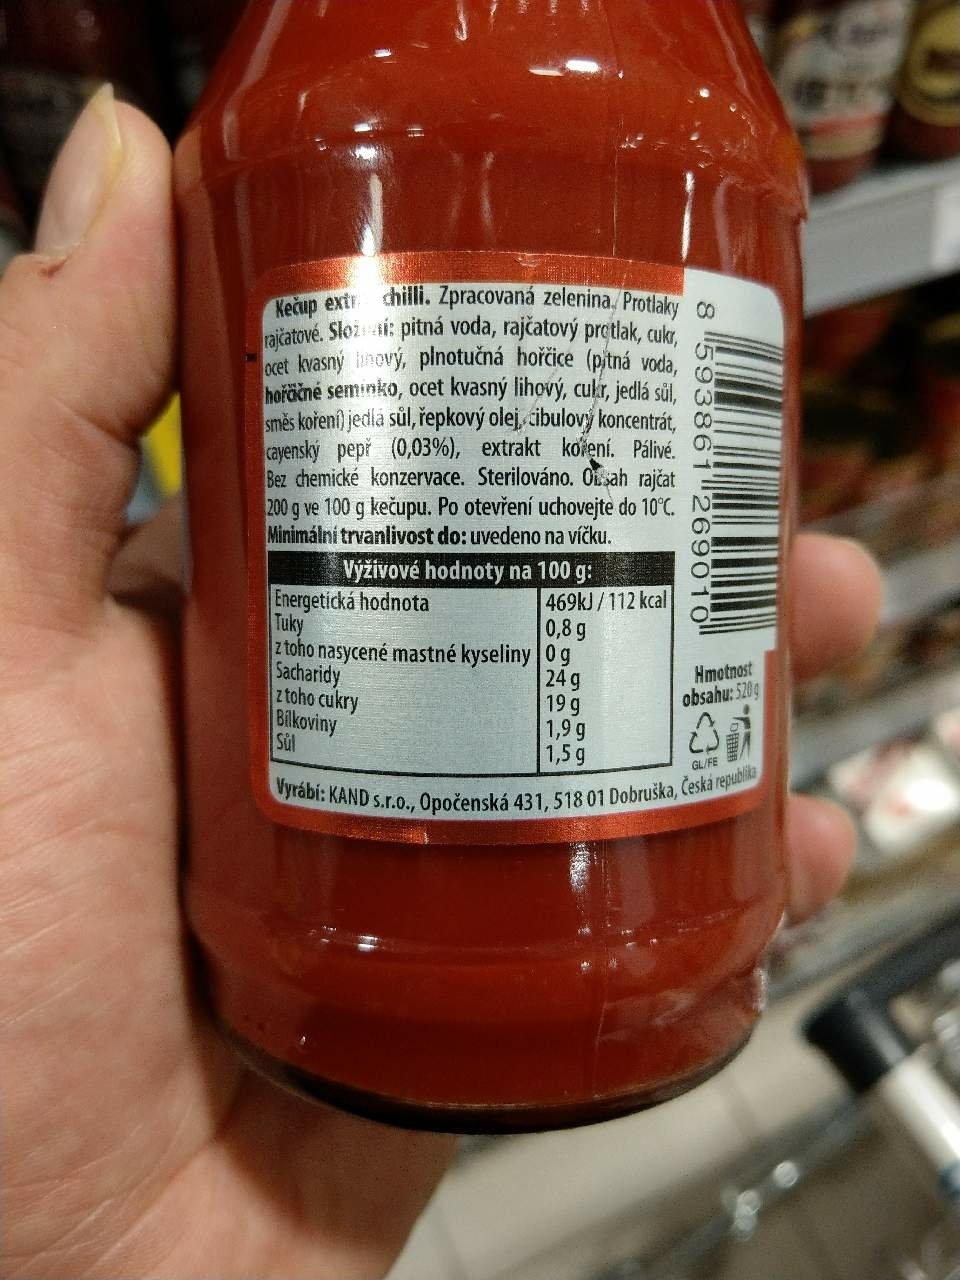 Kečup chilli. Zpracovaná zelenina. Protlaky
rajčatové. pitná voda, rajčatový protlak, cukr,
ocet kvasný lihový, plnotučná hořčice (pitná voda,
hořčičné semínko, ocet kvasný lihový, cukr, jedlá sůl,
směs koření) jedlá sůl, řepkový olej, cibulový koncentrát,
cayenský pepř (0,03%), extrakt koření. Pálivé.
Bez chemické konzervace. Sterilováno. Obsah rajčat
200 g ve 100 g kečupu. Po otevření uchovejte do 10°C.
Minimální trvanlivost do: uvedeno na víčku.
Výživové hodnoty na 100 g:
Energetická hodnota 469kJ / 112 kcal
Tuky 0,8 g
z toho nasycené mastné kyseliny 0 g
Sacharidy 24 g
z toho cukry 19 g
Bílkoviny 1,9 g
Sůl 1,5 g
Vyrábí: KAND s.r.o., Opočenská 431, 518 01 Dobruška, Česká republika
8 593861 269010
Hmotnost
obsahu: 520 g
GL/FE